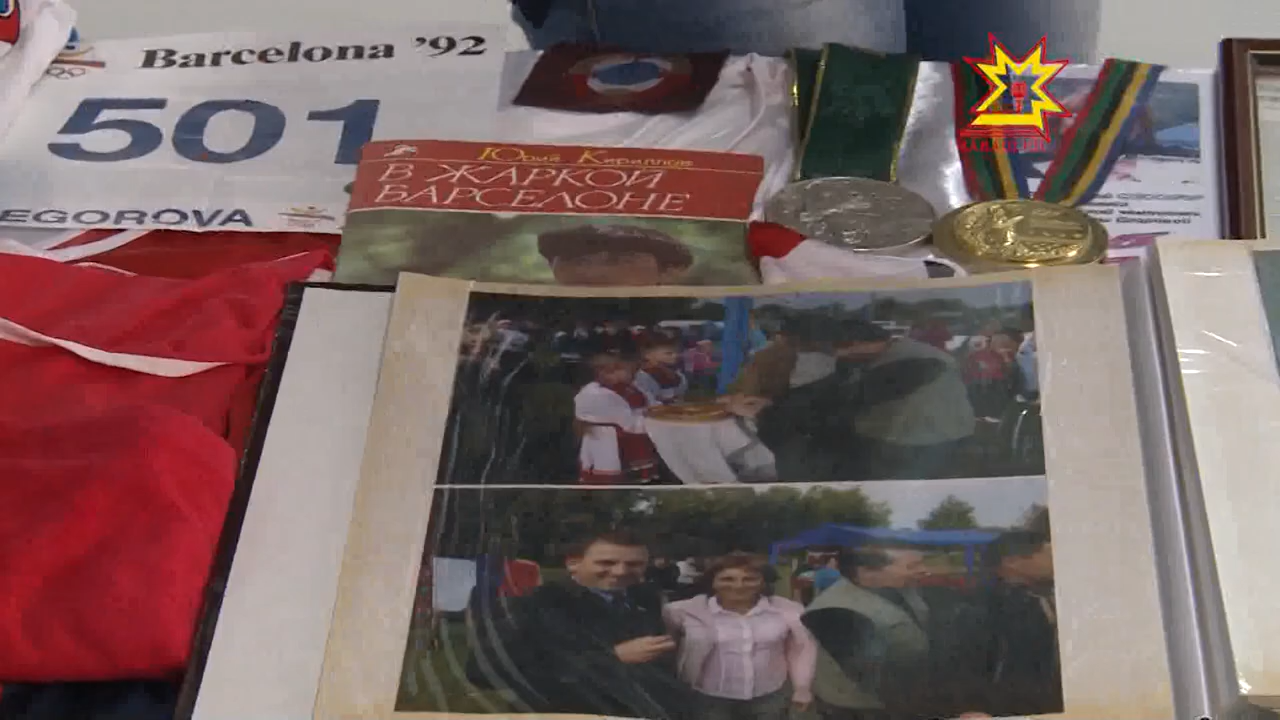 Barcelona '92
501
EGOROVA
Юрий Кириллов
В ЖАРКОЙ
БАРСЕЛОНЕ